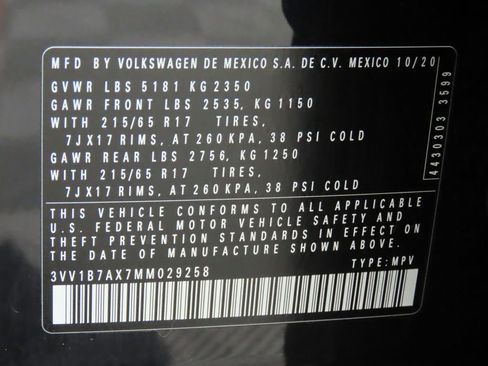 MFD BY VOLKSWAGEN DE MEXICO S.A. DE C.V. MEXICO 10/20
GVWR LBS 5181 KG 2350
GAWR FRONT LBS 2535, KG 1150
WITH 215/65 R17 TIRES,
7JX17 RIMS, AT 260 KPA, 38 PSI COLD
GAWR REAR LBS 2756, KG 1250
WITH 215/65 R17 TIRES,
7JX17 RIMS, AT 260 KPA, 38 PSI COLD
THIS VEHICLE CONFORMS TO ALL APPLICABLE
U.S. FEDERAL MOTOR VEHICLE SAFETY AND
THEFT PREVENTION STANDARDS IN EFFECT ON
THE DATE OF MANUFACTURE SHOWN ABOVE.
3VV1B7AX7MM029258 TYPE: MPV
4430303 3599